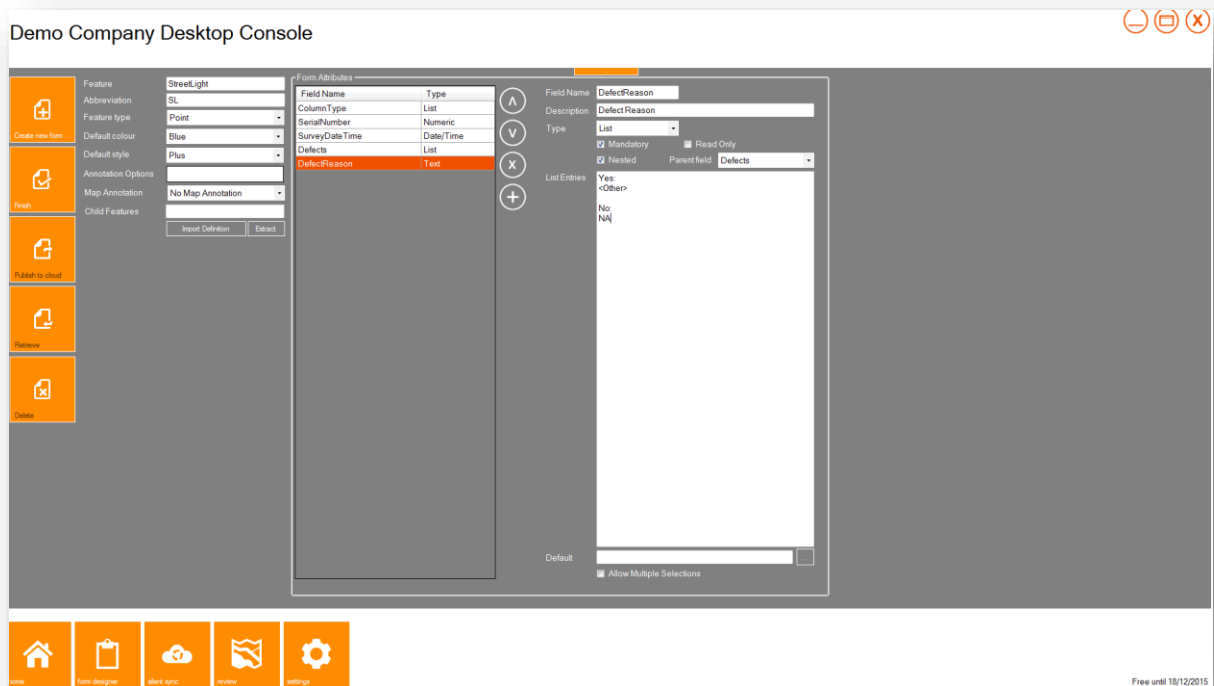 Demo Company Desktop Console
Create new form
Finish
Publish to cloud
Retrieve
Delete
Feature StreetLight
Abbreviation SL
Feature type Point
Default colour Blue
Default style Plus
Annotation Options
Map Annotation No Map Annotation
Child Features
Import Definition Extract
Form Attributes
Field Name Type
ColumnType List
SerialNumber Numeric
SurveyDateTime Date/Time
Defects List
DefectReason Text
Field Name DefectReason
Description Defect Reason
Type List
Mandatory Read Only
Nested Parent field Defects
List Entries Yes:
<Other>
No:
NA
Default ...
Allow Multiple Selections
home form designer silent sync review settings
Free until 18/12/2015